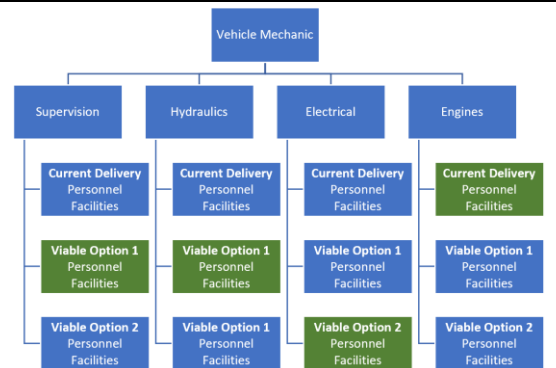 Vehicle Mechanic
Supervision
Hydraulics
Electrical
Engines
Current Delivery
Personnel
Facilities
Current Delivery
Personnel
Facilities
Current Delivery
Personnel
Facilities
Current Delivery
Personnel
Facilities
Viable Option 1
Personnel
Facilities
Viable Option 1
Personnel
Facilities
Viable Option 1
Personnel
Facilities
Viable Option 1
Personnel
Facilities
Viable Option 2
Personnel
Facilities
Viable Option 1
Personnel
Facilities
Viable Option 2
Personnel
Facilities
Viable Option 2
Personnel
Facilities